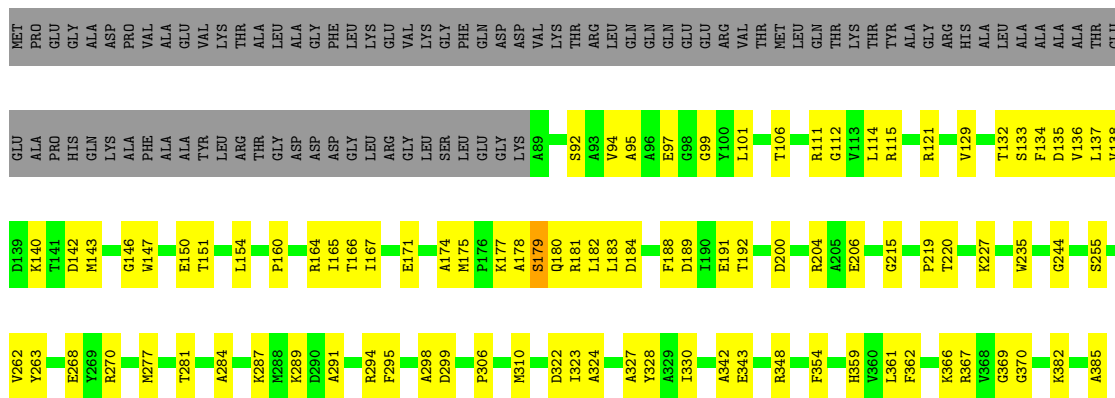 MET PRO GLU GLY ALA ASP PRO VAL ALA GLU VAL LYS THR ALA LEU ALA GLY PHE LEU LYS GLU VAL LYS GLY PHE GLN ASP ASP VAL LYS THR ARG LEU GLN GLN GLN GLU GLU ARG VAL THR MET LEU GLN THR LYS THR TYR ALA GLY ARG HIS ALA LEU ALA ALA ALA ALA THR GLU
GLU ALA PRO HIS GLN LYS ALA PHE ALA ALA TYR LEU ARG THR GLY ASP ASP ASP GLY LEU ARG GLY LEU SER LEU GLU GLY LYS A89 S92 A93 V94 A95 A96 E97 G98 G99 Y100 L101 T106 R111 G112 V113 L114 R115 R121 V129 T132 S133 F134 D135 V136 L137 V138
D139 K140 T141 D142 M143 G146 W147 E150 T151 L154 P160 R164 I165 T166 I167 E171 A174 M175 P176 K177 A178 S179 Q180 R181 L182 L183 D184 F188 D189 I190 E191 T192 D200 R204 A205 E206 G215 P219 T220 K227 W235 G244 S255
V262 Y263 E268 Y269 R270 M277 T281 A284 K287 M288 K289 D290 A291 R294 F295 A298 D299 P306 M310 D322 I323 A324 A327 Y328 A329 I330 A342 E343 R348 F354 H359 V360 L361 F362 K366 R367 V368 G369 G370 K382 A385